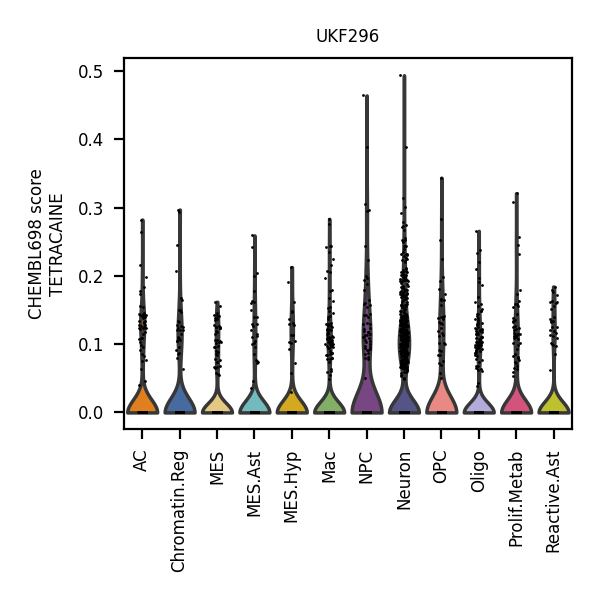 UKF296
CHEMBL698 score
TETRACAINE
0.5
0.4
0.3
0.2
0.1
0.0
AC
Chromatin.Reg
MES
MES.Ast
MES.Hyp
Mac
NPC
Neuron
OPC
Oligo
Prolif.Metab
Reactive.Ast